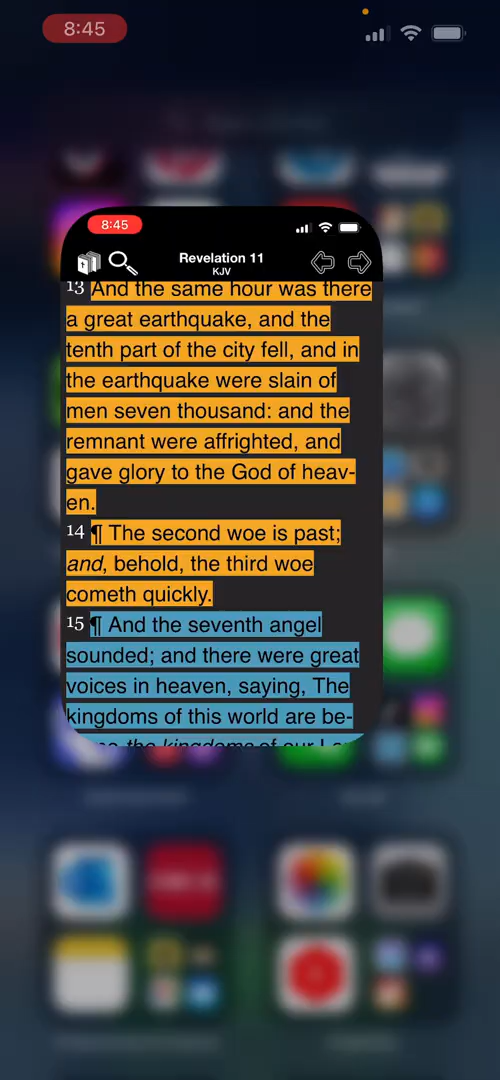 8:45
8:45
Revelation 11
KJV
13 And the same hour was there
a great earthquake, and the
tenth part of the city fell, and in
the earthquake were slain of
men seven thousand: and the
remnant were affrighted, and
gave glory to the God of heav-
en.
14 ¶ The second woe is past;
and, behold, the third woe
cometh quickly.
15 ¶ And the seventh angel
sounded; and there were great
voices in heaven, saying, The
kingdoms of this world are be-
the kingdoms of our